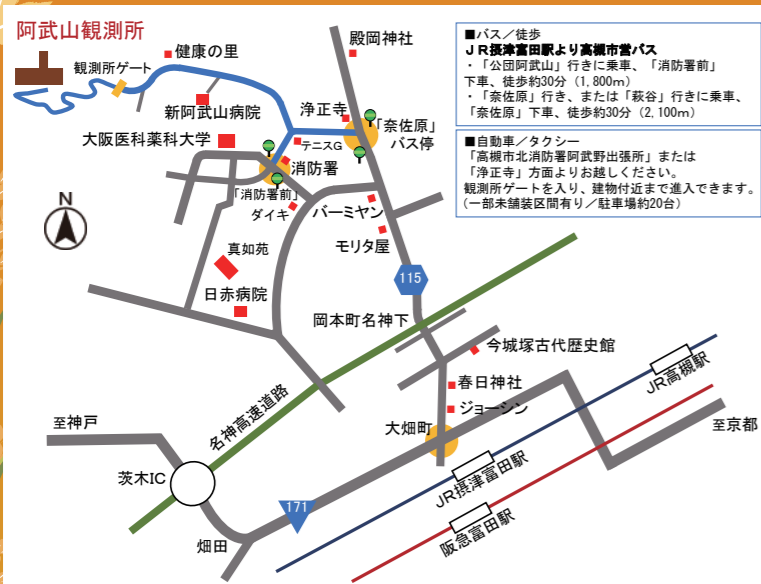 阿武山観測所
観測所ゲート
健康の里
殿岡神社
新阿武山病院
浄正寺
「奈佐原」
バス停
大阪医科薬科大学
テニスG
消防署
「消防署前」
ダイキ
バーミヤン
モリタ屋
N
真如苑
日赤病院
115
岡本町名神下
今城塚古代歴史館
JR高槻駅
春日神社
ジョーシン
大畑町
名神高速道路
至神戸
至京都
茨木IC
JR摂津富田駅
171
阪急富田駅
畑田
■バス／徒歩
ＪＲ摂津富田駅より高槻市営バス
・「公団阿武山」行きに乗車、「消防署前」
下車、徒歩約30分（1,800m）
・「奈佐原」行き、または「萩谷」行きに乗車、
「奈佐原」下車、徒歩約30分（2,100m）
■自動車／タクシー
「高槻市北消防署阿武野出張所」または
「浄正寺」方面よりお越しください。
観測所ゲートを入り、建物付近まで進入できます。
（一部未舗装区間有り／駐車場約20台）